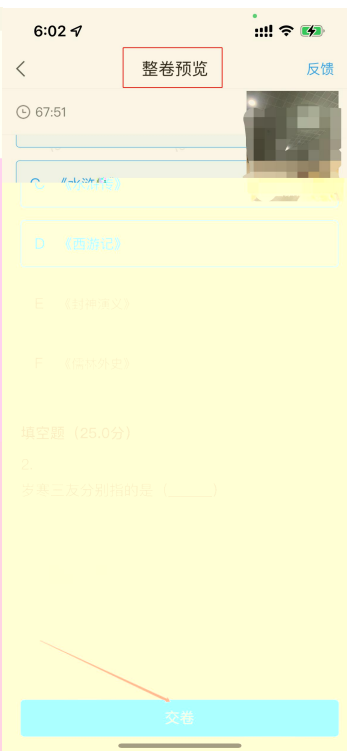 6:02
整卷预览
反馈
67:51
C 《水浒传》
D 《西游记》
E 《封神演义》
F 《儒林外史》
填空题（25.0分）
2.
岁寒三友分别指的是（______）
交卷